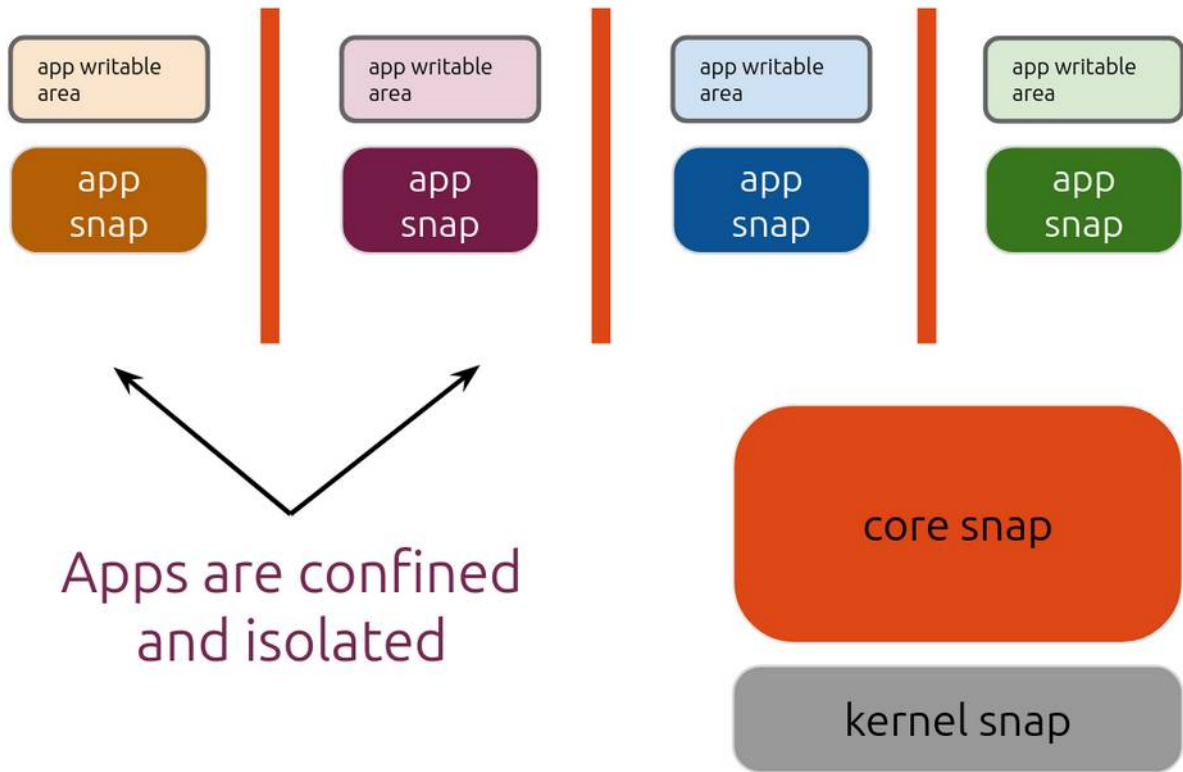 app writable
area
app writable
area
app writable
area
app writable
area
app
snap
app
snap
app
snap
app
snap
Apps are confined
and isolated
core snap
kernel snap